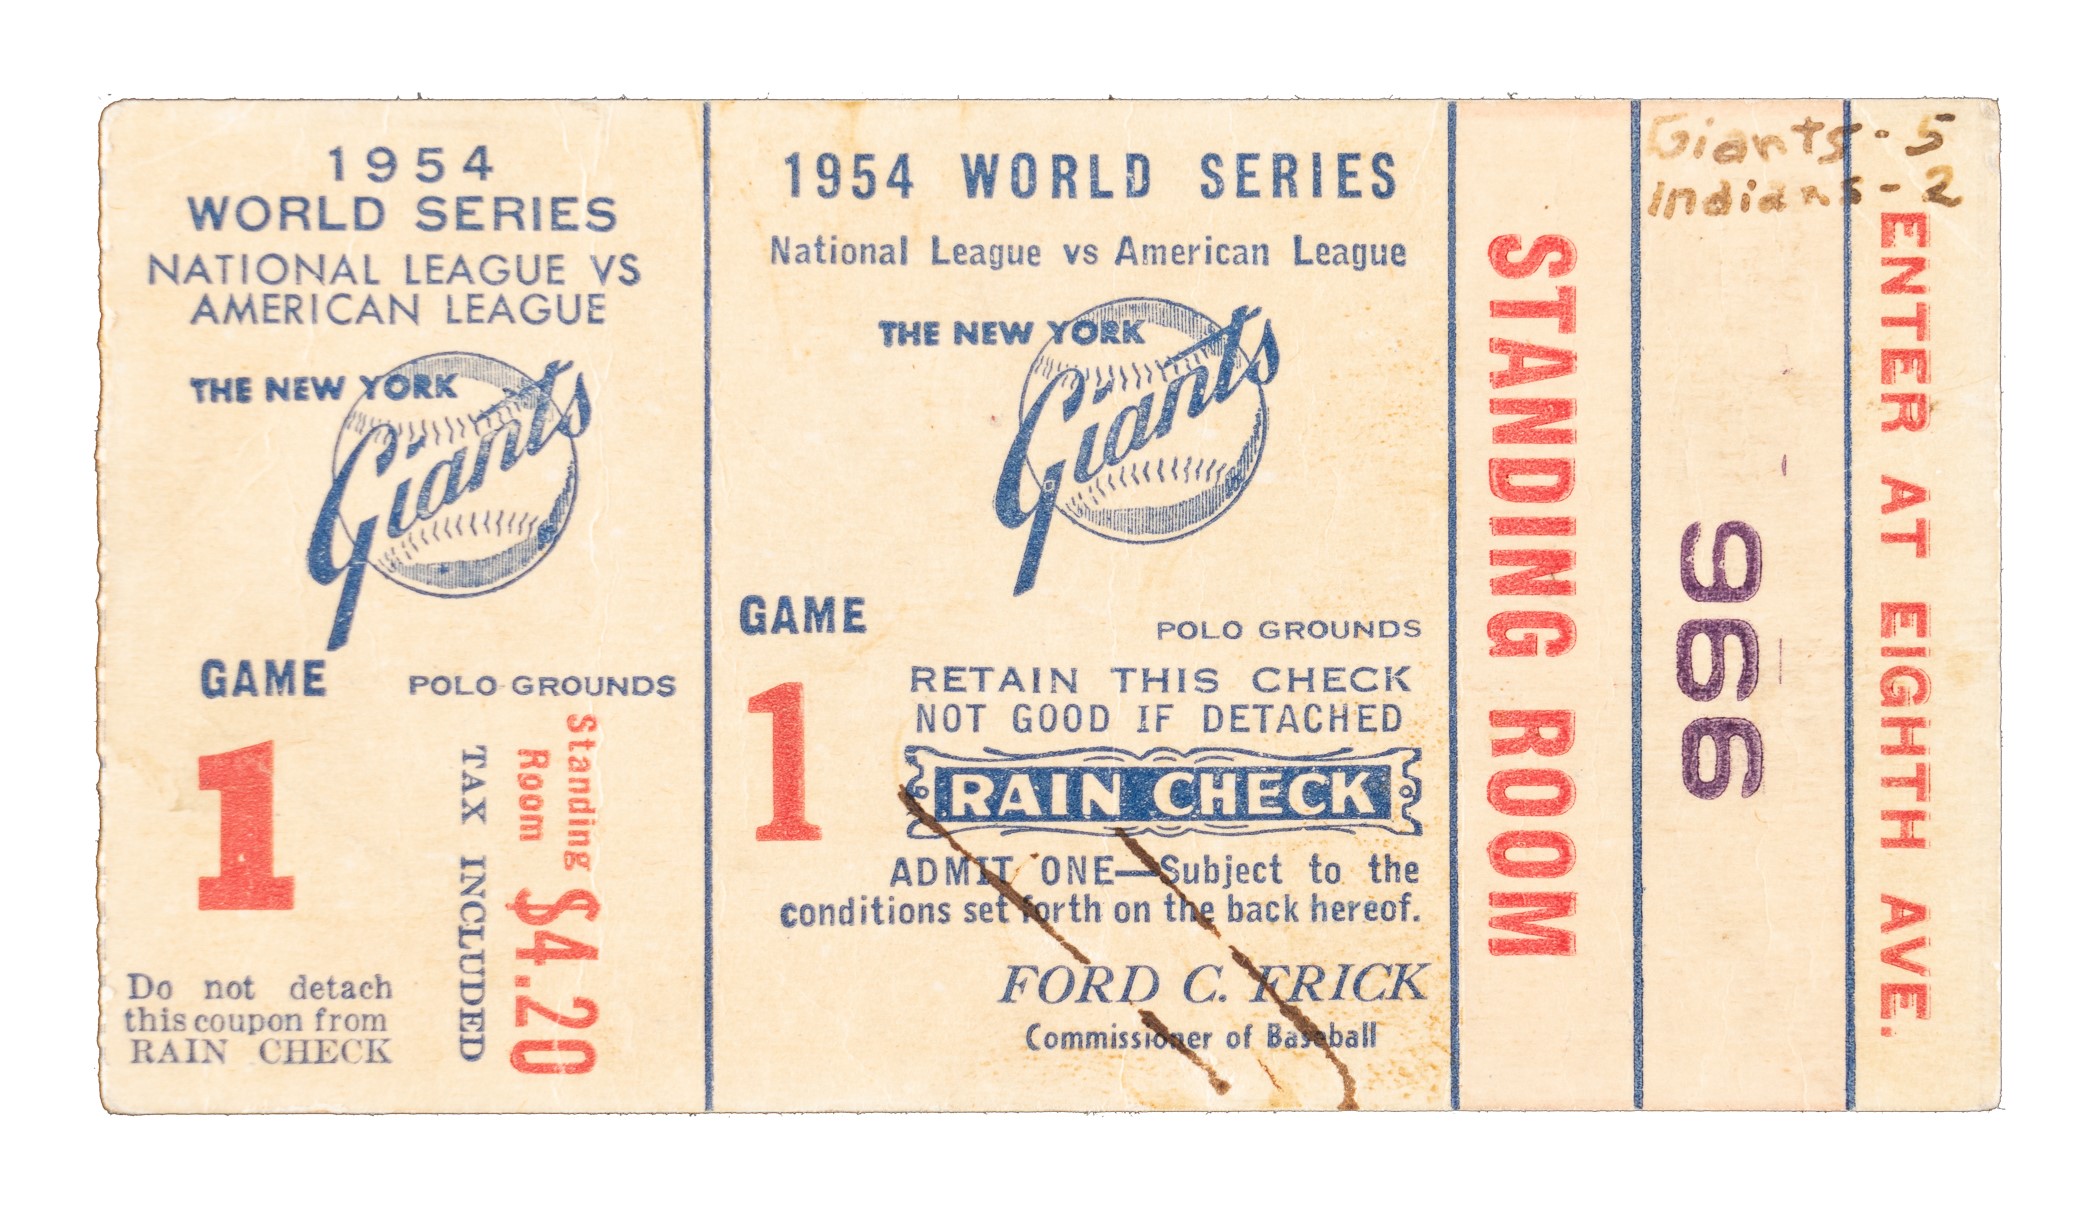 1954
WORLD SERIES
NATIONAL LEAGUE VS
AMERICAN LEAGUE
THE NEW YORK
Giants
GAME
POLO GROUNDS
1
Standing
Room
$4.20
TAX INCLUDED
Do not detach
this coupon from
RAIN CHECK
1954 WORLD SERIES
National League vs American League
THE NEW YORK
Giants
GAME
1
POLO GROUNDS
RETAIN THIS CHECK
NOT GOOD IF DETACHED
RAIN CHECK
ADMIT ONE—Subject to the
conditions set forth on the back hereof.
FORD C. FRICK
Commissioner of Baseball
STANDING ROOM
966
Giants - 5
Indians - 2
ENTER AT EIGHTH AVE.